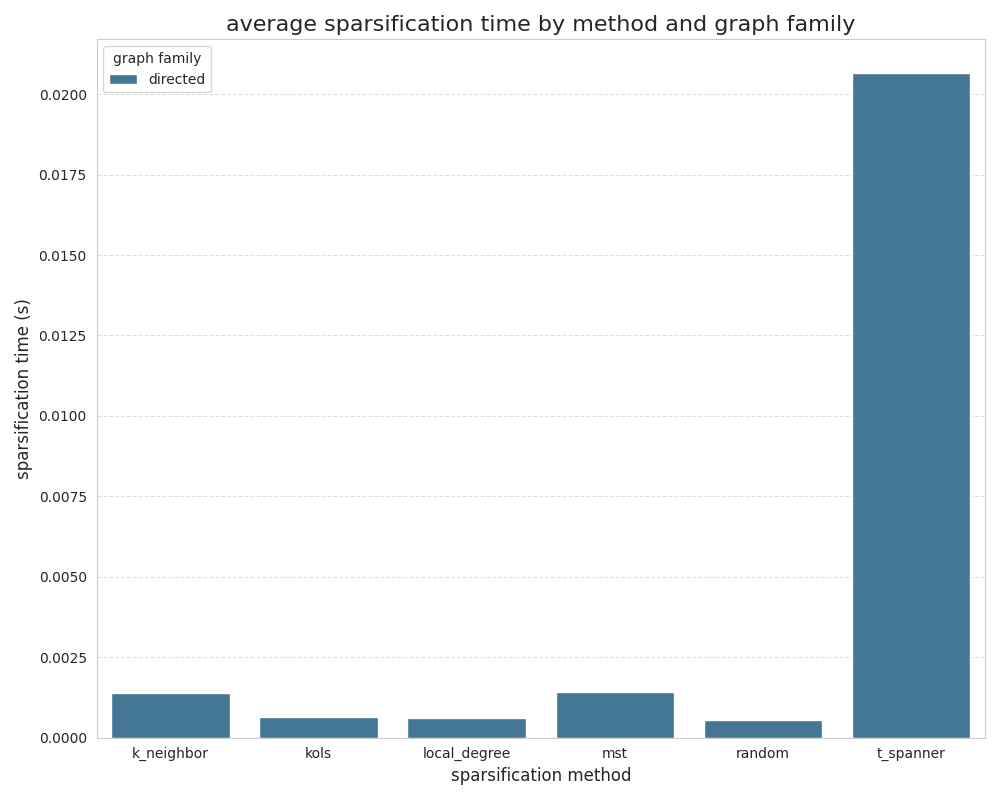 average sparsification time by method and graph family
graph family
directed
sparsification time (s)
0.0200
0.0175
0.0150
0.0125
0.0100
0.0075
0.0050
0.0025
0.0000
k_neighbor kols local_degree mst random t_spanner
sparsification method